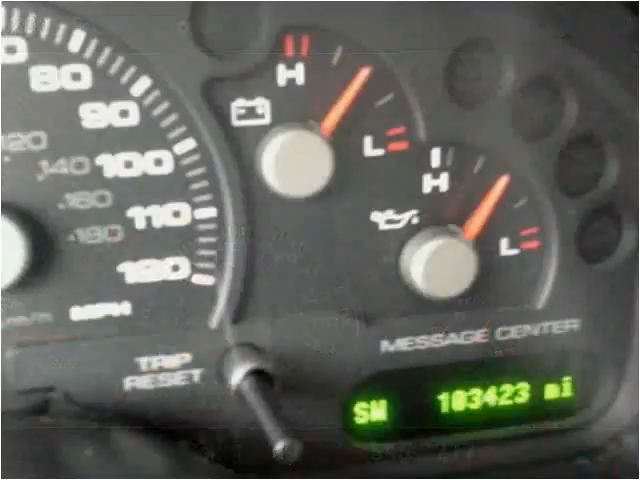 80
90
120
140 100
160
180 110
120
MPH
H
L
H
L
TRIP
RESET
MESSAGE CENTER
SM 103423 mi